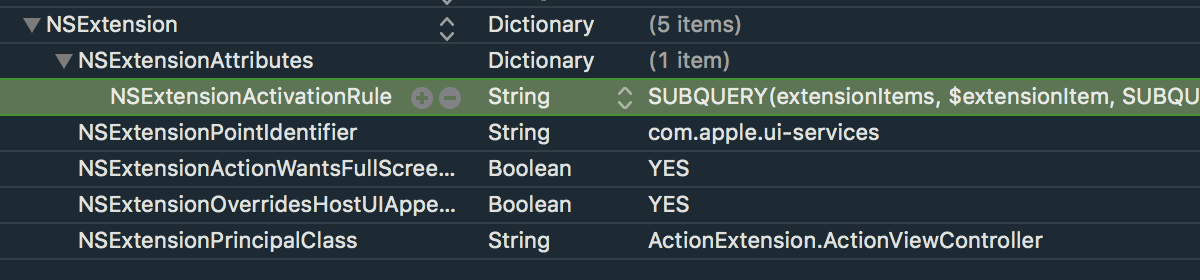 NSExtension Dictionary (5 items)
NSExtensionAttributes Dictionary (1 item)
NSExtensionActivationRule String SUBQUERY(extensionItems, $extensionItem, SUBQU
NSExtensionPointIdentifier String com.apple.ui-services
NSExtensionActionWantsFullScree... Boolean YES
NSExtensionOverridesHostUIAppe... Boolean YES
NSExtensionPrincipalClass String ActionExtension.ActionViewController